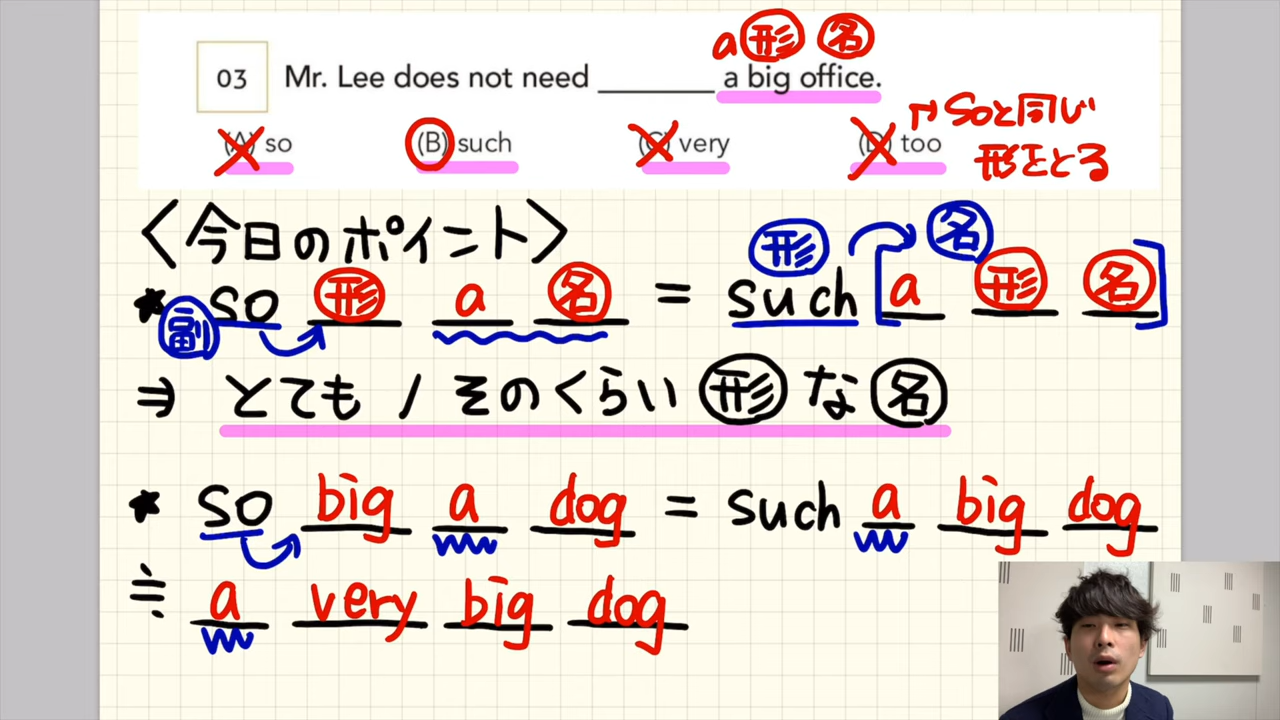 a 形 名
03 Mr. Lee does not need ________ a big office.
(A) so (B) such (C) very (D) too
↱soと同じ
形をとる
〈今日のポイント〉
形 名
★ so 形 a 名 = such [a 形 名]
副
⇒ とても / そのくらい 形 な 名
★ so big a dog = such a big dog
≒ a very big dog